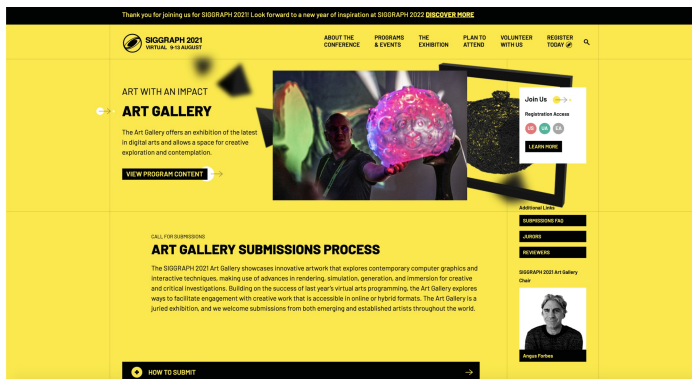 Thank you for joining us for SIGGRAPH 2021! Look forward to a new year of inspiration at SIGGRAPH 2022 DISCOVER MORE
SIGGRAPH 2021
VIRTUAL 9-13 AUGUST
ABOUT THE
CONFERENCE
PROGRAMS
& EVENTS
THE
EXHIBITION
PLAN TO
ATTEND
VOLUNTEER
WITH US
REGISTER
TODAY
ART WITH AN IMPACT
ART GALLERY
The Art Gallery offers an exhibition of the latest
in digital arts and allows a space for creative
exploration and contemplation.
VIEW PROGRAM CONTENT
Join Us
Registration Access
US
UA
EA
LEARN MORE
Additional Links
SUBMISSIONS FAQ
JURORS
REVIEWERS
SIGGRAPH 2021 Art Gallery
Chair
Angus Forbes
CALL FOR SUBMISSIONS
ART GALLERY SUBMISSIONS PROCESS
The SIGGRAPH 2021 Art Gallery showcases innovative artwork that explores contemporary computer graphics and
interactive techniques, making use of advances in rendering, simulation, generation, and immersion for creative
and critical investigations. Building on the success of last year's virtual arts programming, the Art Gallery explores
ways to facilitate engagement with creative work that is accessible in online or hybrid formats. The Art Gallery is a
juried exhibition, and we welcome submissions from both emerging and established artists throughout the world.
HOW TO SUBMIT